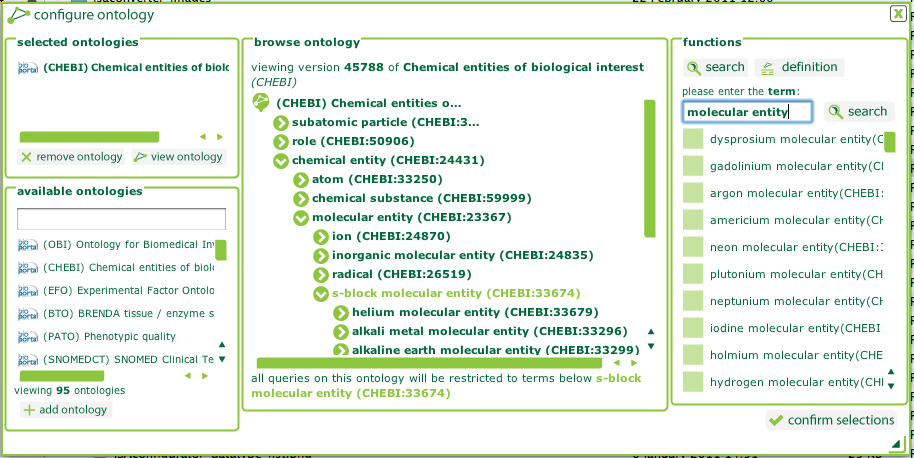 configure ontology
selected ontologies
(CHEBI) Chemical entities of biolo
remove ontology
view ontology
available ontologies
(OBI) Ontology for Biomedical In
(CHEBI) Chemical entities of biolo
(EFO) Experimental Factor Ontolo
(BTO) BRENDA tissue / enzyme s
(PATO) Phenotypic quality
(SNOMEDCT) SNOMED Clinical Te
viewing 95 ontologies
add ontology
browse ontology
viewing version 45788 of Chemical entities of biological interest
(CHEBI)
(CHEBI) Chemical entities o...
subatomic particle (CHEBI:3...
role (CHEBI:50906)
chemical entity (CHEBI:24431)
atom (CHEBI:33250)
chemical substance (CHEBI:59999)
molecular entity (CHEBI:23367)
ion (CHEBI:24870)
inorganic molecular entity (CHEBI:24835)
radical (CHEBI:26519)
s-block molecular entity (CHEBI:33674)
helium molecular entity (CHEBI:33679)
alkali metal molecular entity (CHEBI:33296)
alkaline earth molecular entity (CHEBI:33299)
all queries on this ontology will be restricted to terms below s-block
molecular entity (CHEBI:33674)
functions
search
definition
please enter the term:
molecular entity
search
dysprosium molecular entity(C
gadolinium molecular entity(CH
argon molecular entity(CHEBI:
americium molecular entity(CH
neon molecular entity(CHEBI:
plutonium molecular entity(CH
neptunium molecular entity(CH
iodine molecular entity(CHEBI
holmium molecular entity(CHE
hydrogen molecular entity(CHI
confirm selections